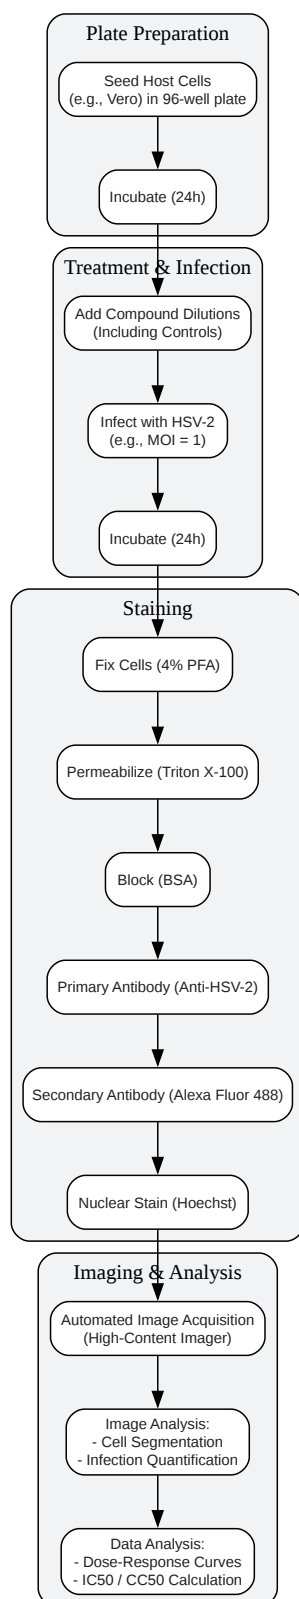 Plate Preparation
Seed Host Cells
(e.g., Vero) in 96-well plate
Incubate (24h)
Treatment & Infection
Add Compound Dilutions
(Including Controls)
Infect with HSV-2
(e.g., MOI = 1)
Incubate (24h)
Staining
Fix Cells (4% PFA)
Permeabilize (Triton X-100)
Block (BSA)
Primary Antibody (Anti-HSV-2)
Secondary Antibody (Alexa Fluor 488)
Nuclear Stain (Hoechst)
Imaging & Analysis
Automated Image Acquisition
(High-Content Imager)
Image Analysis:
- Cell Segmentation
- Infection Quantification
Data Analysis:
- Dose-Response Curves
- IC50 / CC50 Calculation